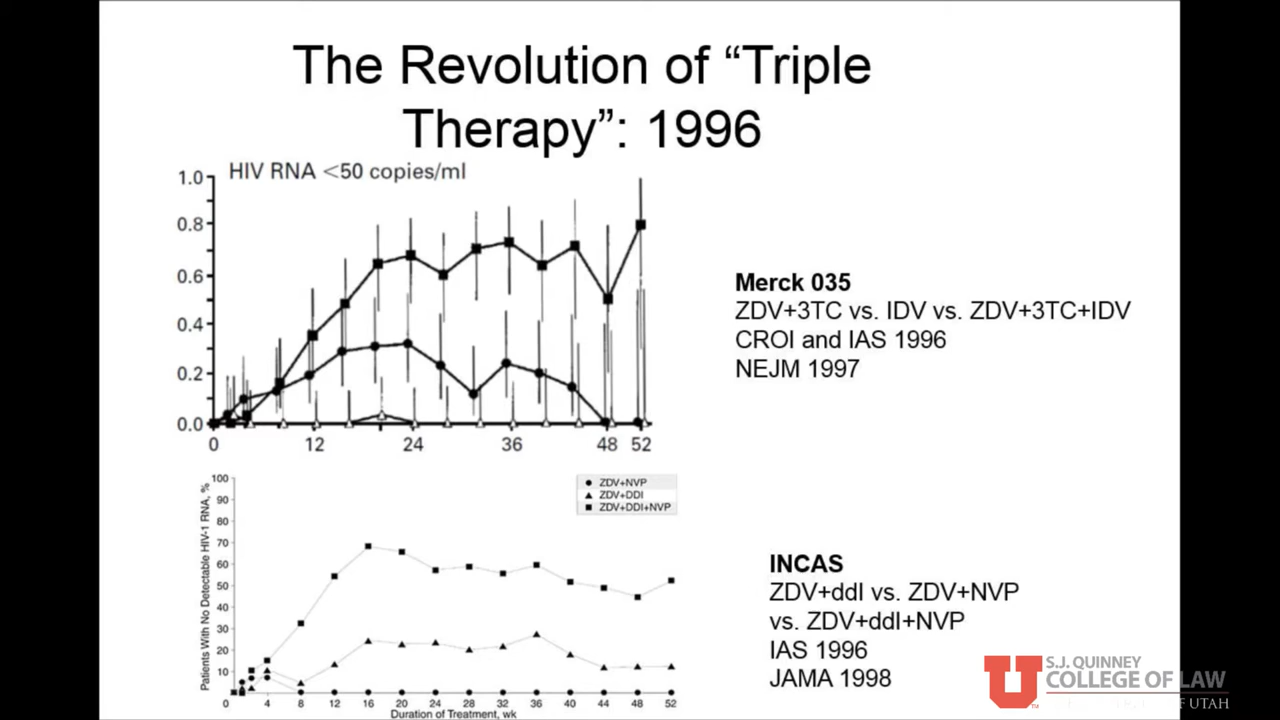 The Revolution of “Triple
Therapy”: 1996
HIV RNA <50 copies/ml
1.0
0.8
0.6
0.4
0.2
0.0
0 12 24 36 48 52
Merck 035
ZDV+3TC vs. IDV vs. ZDV+3TC+IDV
CROI and IAS 1996
NEJM 1997
Patients With No Detectable HIV-1 RNA, %
100
90
80
70
60
50
40
30
20
10
ZDV+NVP
ZDV+DDI
ZDV+DDI+NVP
0 4 8 12 16 20 24 28 32 36 40 44 48 52
Duration of Treatment, wk
INCAS
ZDV+ddI vs. ZDV+NVP
vs. ZDV+ddI+NVP
IAS 1996
JAMA 1998
U
S.J. QUINNEY
COLLEGE OF LAW
OF UTAH